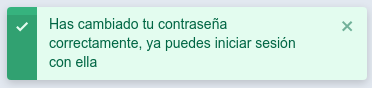 Has cambiado tu contraseña
correctamente, ya puedes iniciar sesión
con ella